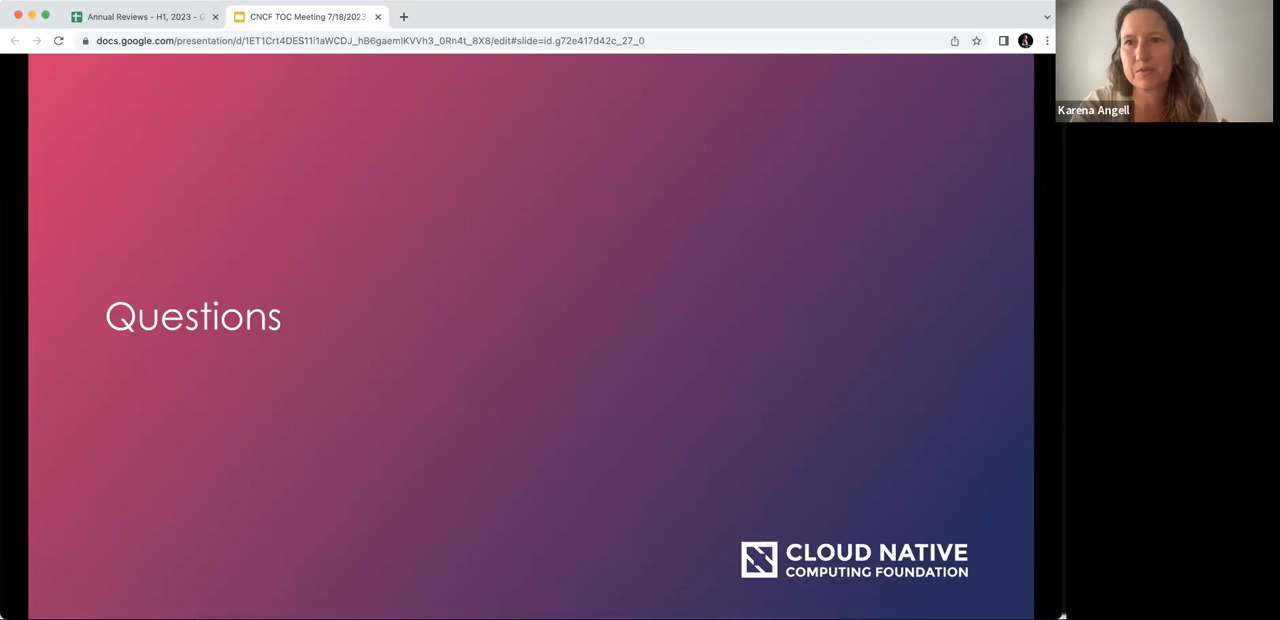 Annual Reviews - H1, 2023 - G
CNCF TOC Meeting 7/18/2023
docs.google.com/presentation/d/1ET1Crt4DES11i1aWCDJ_hB6gaemlKVVh3_0Rn4t_8X8/edit#slide=id.g72e417d42c_27_0
Karena Angell
Questions
CLOUD NATIVE
COMPUTING FOUNDATION